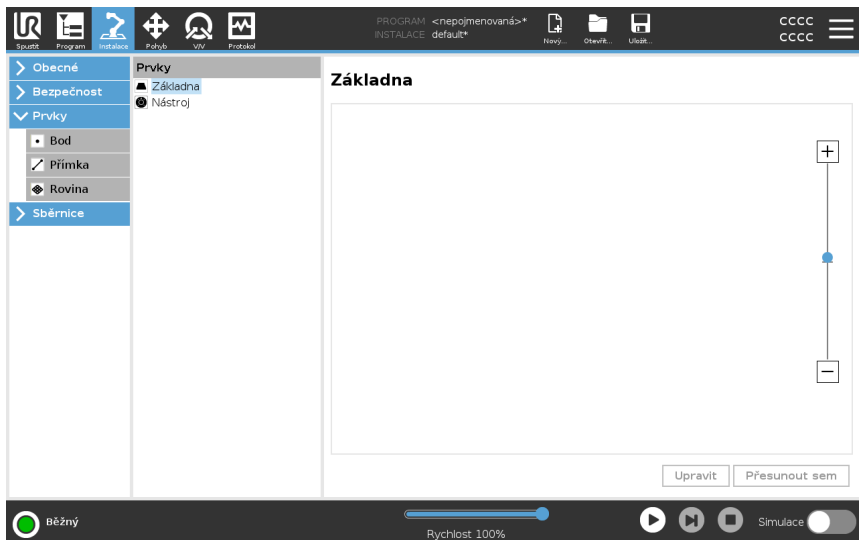 PROGRAM <nepojmenovaná>*
INSTALACE default*
CCCC
CCCC
Spustit Program Instalace Pohyb V/V Protokol
Nový... Otevřít... Uložit...
Obecné
Bezpečnost
Prvky
Bod
Přímka
Rovina
Sběrnice
Prvky
Základna
Nástroj
Základna
Upravit
Přesunout sem
Běžný
Rychlost 100%
Simulace